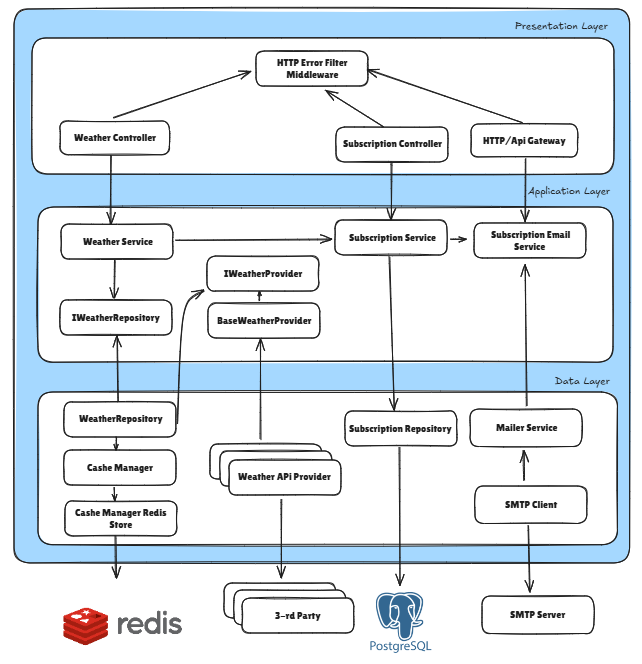 Presentation Layer
HTTP Error Filter
Middleware
Weather Controller
Subscription Controller
HTTP/Api Gateway
Application Layer
Weather Service
Subscription Service
Subscription Email
Service
IWeatherProvider
IWeatherRepository
BaseWeatherProvider
Data Layer
WeatherRepository
Subscription Repository
Mailer Service
Cashe Manager
Weather APi Provider
Cashe Manager Redis
Store
SMTP Client
redis
3-rd Party
PostgreSQL
SMTP Server